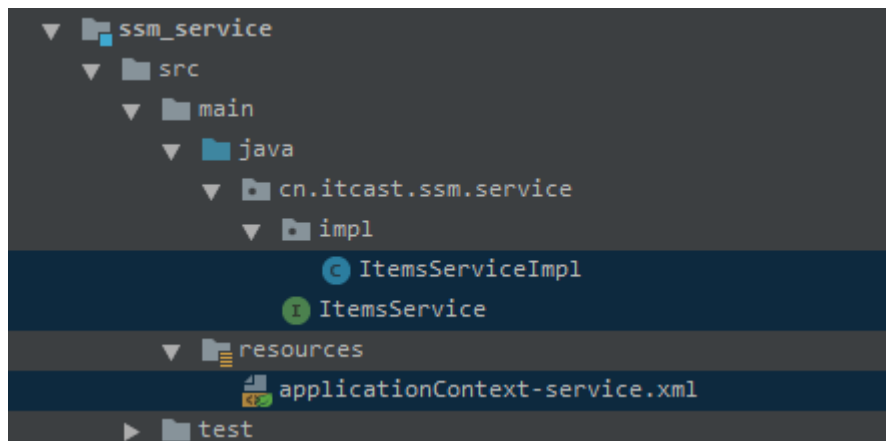 ssm_service
src
main
java
cn.itcast.ssm.service
impl
C ItemsServiceImpl
I ItemsService
resources
applicationContext-service.xml
test